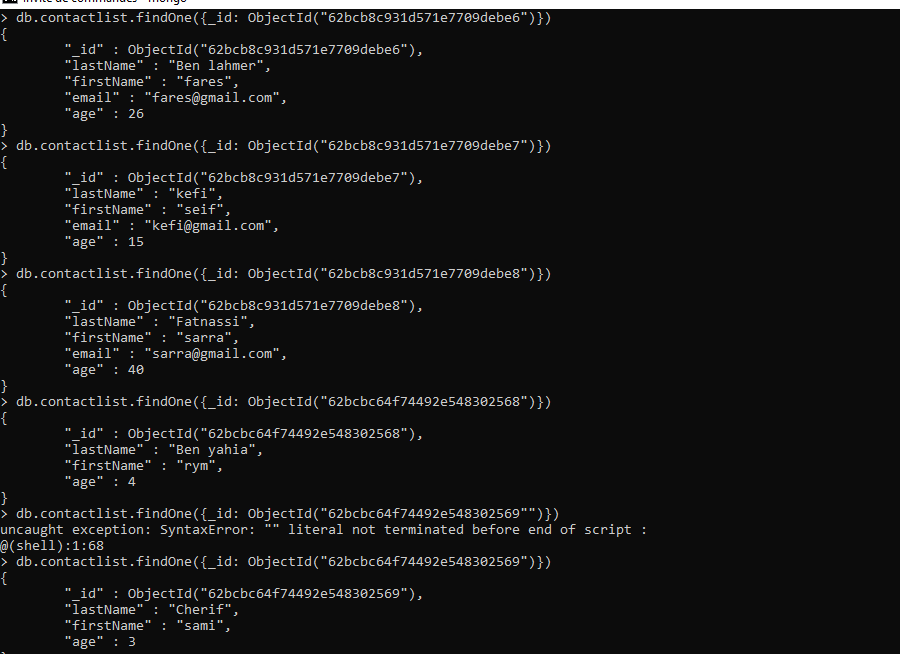 Invite de commandes - mongo
> db.contactlist.findOne({_id: ObjectId("62bcb8c931d571e7709debe6")})
{
        "_id" : ObjectId("62bcb8c931d571e7709debe6"),
        "lastName" : "Ben lahmer",
        "firstName" : "fares",
        "email" : "fares@gmail.com",
        "age" : 26
}
> db.contactlist.findOne({_id: ObjectId("62bcb8c931d571e7709debe7")})
{
        "_id" : ObjectId("62bcb8c931d571e7709debe7"),
        "lastName" : "kefi",
        "firstName" : "seif",
        "email" : "kefi@gmail.com",
        "age" : 15
}
> db.contactlist.findOne({_id: ObjectId("62bcb8c931d571e7709debe8")})
{
        "_id" : ObjectId("62bcb8c931d571e7709debe8"),
        "lastName" : "Fatnassi",
        "firstName" : "sarra",
        "email" : "sarra@gmail.com",
        "age" : 40
}
> db.contactlist.findOne({_id: ObjectId("62bcbc64f74492e548302568")})
{
        "_id" : ObjectId("62bcbc64f74492e548302568"),
        "lastName" : "Ben yahia",
        "firstName" : "rym",
        "age" : 4
}
> db.contactlist.findOne({_id: ObjectId("62bcbc64f74492e548302569"")})
uncaught exception: SyntaxError: "" literal not terminated before end of script :
@(shell):1:68
> db.contactlist.findOne({_id: ObjectId("62bcbc64f74492e548302569")})
{
        "_id" : ObjectId("62bcbc64f74492e548302569"),
        "lastName" : "Cherif",
        "firstName" : "sami",
        "age" : 3